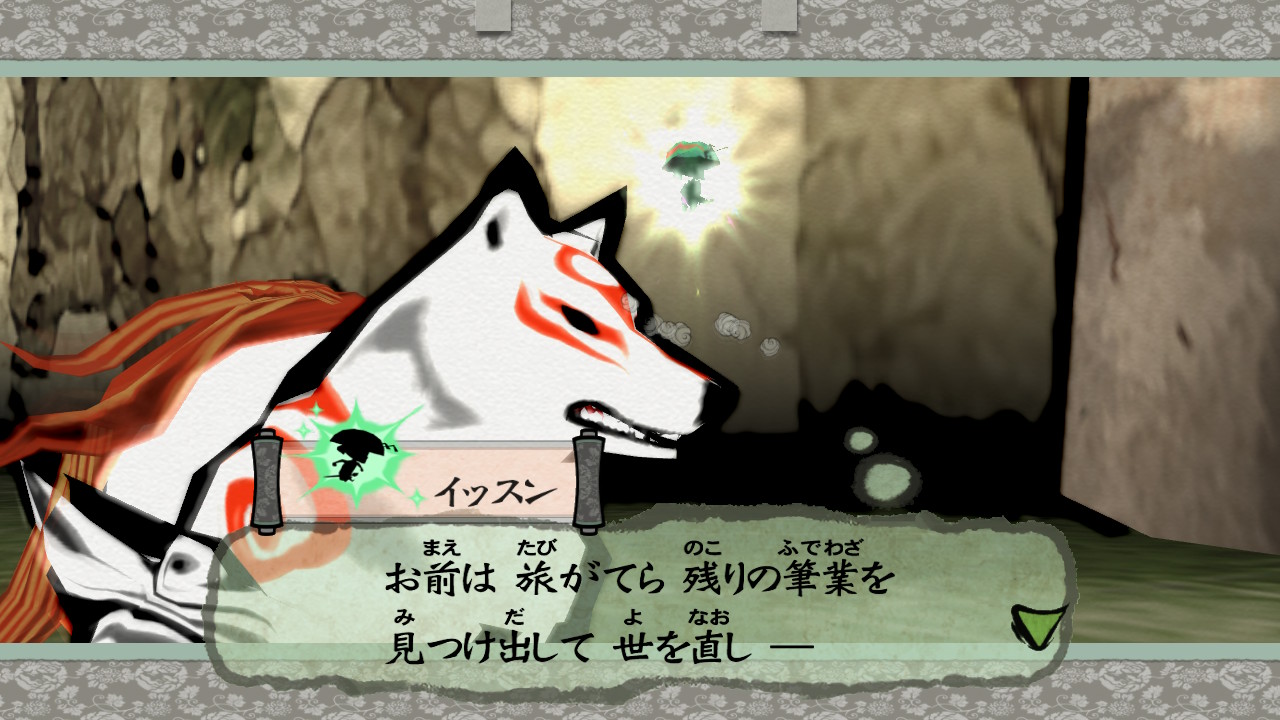 イッスン
お前は 旅がてら 残りの筆業を
見つけ出して 世を直し ――